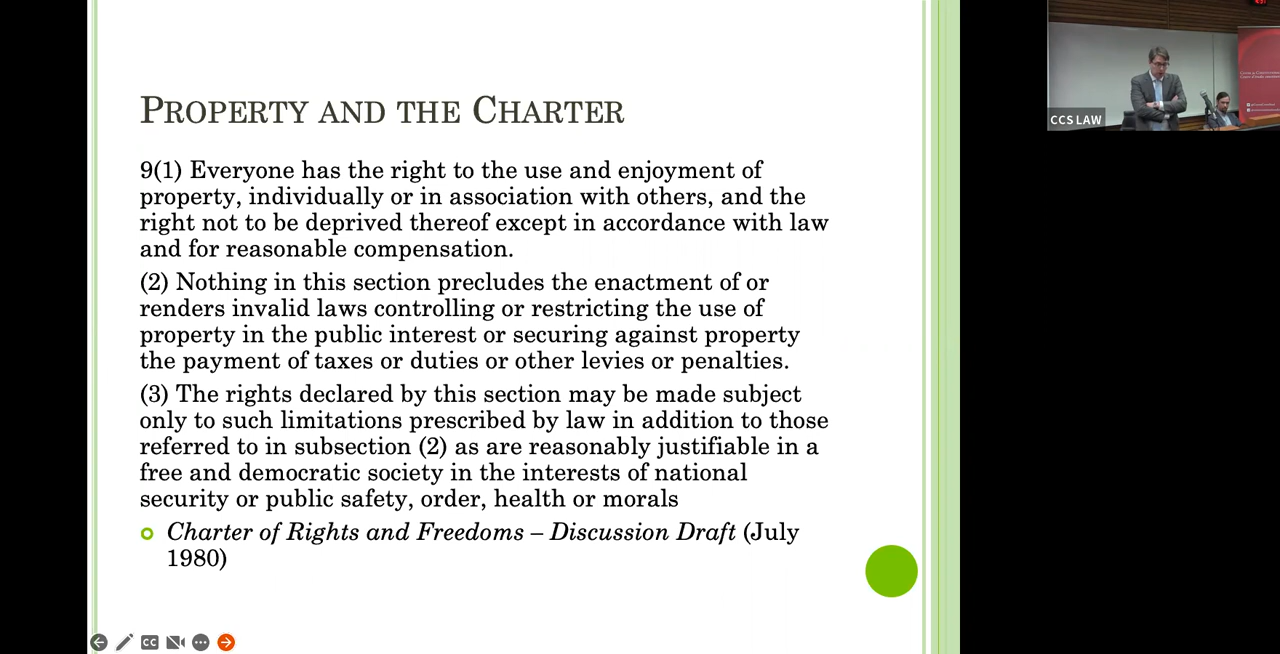 PROPERTY AND THE CHARTER
9(1) Everyone has the right to the use and enjoyment of
property, individually or in association with others, and the
right not to be deprived thereof except in accordance with law
and for reasonable compensation.
(2) Nothing in this section precludes the enactment of or
renders invalid laws controlling or restricting the use of
property in the public interest or securing against property
the payment of taxes or duties or other levies or penalties.
(3) The rights declared by this section may be made subject
only to such limitations prescribed by law in addition to those
referred to in subsection (2) as are reasonably justifiable in a
free and democratic society in the interests of national
security or public safety, order, health or morals
Charter of Rights and Freedoms – Discussion Draft (July
1980)
CC
CCS LAW